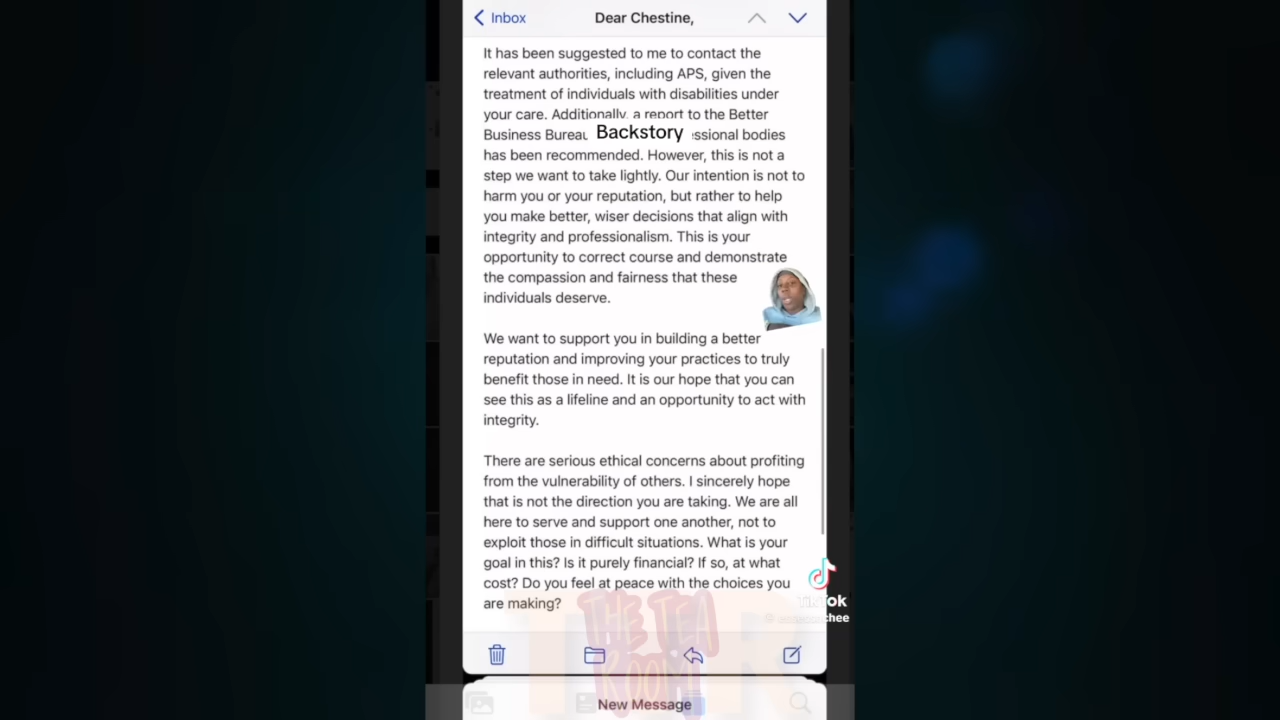 Inbox
Dear Chestine,
It has been suggested to me to contact the
relevant authorities, including APS, given the
treatment of individuals with disabilities under
your care. Additionally, a report to the Better
Business Bureau
Backstory
has been recommended. However, this is not a
step we want to take lightly. Our intention is not to
harm you or your reputation, but rather to help
you make better, wiser decisions that align with
integrity and professionalism. This is your
opportunity to correct course and demonstrate
the compassion and fairness that these
individuals deserve.
We want to support you in building a better
reputation and improving your practices to truly
benefit those in need. It is our hope that you can
see this as a lifeline and an opportunity to act with
integrity.
There are serious ethical concerns about profiting
from the vulnerability of others. I sincerely hope
that is not the direction you are taking. We are all
here to serve and support one another, not to
exploit those in difficult situations. What is your
goal in this? Is it purely financial? If so, at what
cost? Do you feel at peace with the choices you
are making?
TikTok
THE TEA
ROOM
New Message